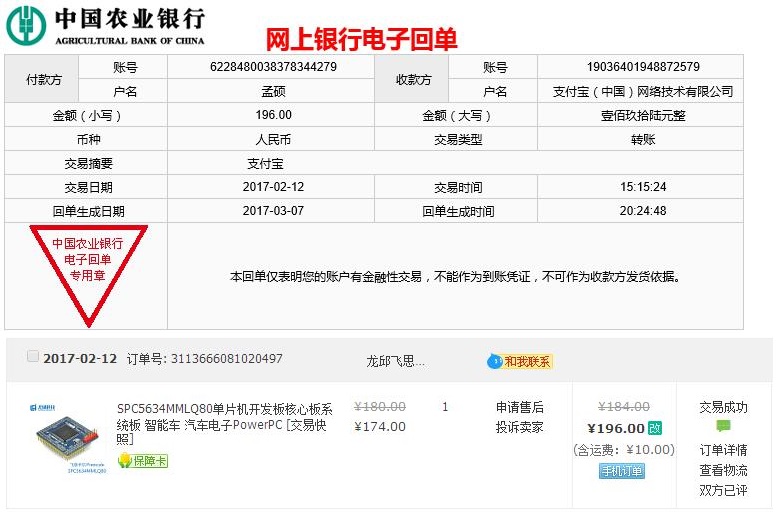 中国农业银行
AGRICULTURAL BANK OF CHINA
网上银行电子回单
付款方 账号 6228480038378344279 收款方 账号 19036401948872579
户名 孟硕 户名 支付宝（中国）网络技术有限公司
金额（小写） 196.00 金额（大写） 壹佰玖拾陆元整
币种 人民币 交易类型 转账
交易摘要 支付宝
交易日期 2017-02-12 交易时间 15:15:24
回单生成日期 2017-03-07 回单生成时间 20:24:48
中国农业银行
电子回单
专用章
本回单仅表明您的账户有金融性交易，不能作为到账凭证，不可作为收款方发货依据。
2017-02-12 订单号: 3113666081020497 龙邱飞思... 和我联系
SPC5634MMLQ80单片机开发板核心板系
统板 智能车 汽车电子PowerPC [交易快
照]
保障卡
¥180.00
¥174.00
1
申请售后
投诉卖家
¥184.00
¥196.00 改
(含运费：¥10.00)
手机订单
交易成功
订单详情
查看物流
双方已评